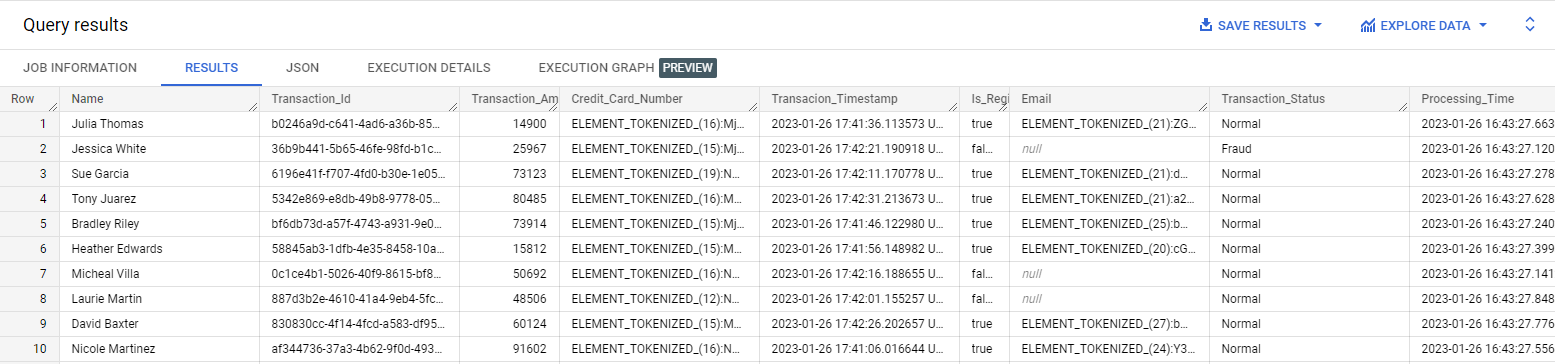 Query results SAVE RESULTS EXPLORE DATA
JOB INFORMATION RESULTS JSON EXECUTION DETAILS EXECUTION GRAPH PREVIEW
Row Name Transaction_Id Transaction_Am Credit_Card_Number Transacion_Timestamp Is_Regi Email Transaction_Status Processing_Time
1 Julia Thomas b0246a9d-c641-4ad6-a36b-85... 14900 ELEMENT_TOKENIZED_(16):Mj... 2023-01-26 17:41:36.113573 U... true ELEMENT_TOKENIZED_(21):ZG... Normal 2023-01-26 16:43:27.663
2 Jessica White 36b9b441-5b65-46fe-98fd-b1c... 25967 ELEMENT_TOKENIZED_(15):Mj... 2023-01-26 17:42:21.190918 U... fal... null Fraud 2023-01-26 16:43:27.120
3 Sue Garcia 6196e41f-f707-4fd0-b30e-1e05... 73123 ELEMENT_TOKENIZED_(19):N... 2023-01-26 17:42:11.170778 U... true ELEMENT_TOKENIZED_(21):d... Normal 2023-01-26 16:43:27.278
4 Tony Juarez 5342e869-e8db-49b8-9778-05... 80485 ELEMENT_TOKENIZED_(16):M... 2023-01-26 17:42:31.213673 U... true ELEMENT_TOKENIZED_(21):a2... Normal 2023-01-26 16:43:27.628
5 Bradley Riley bf6db73d-a57f-4743-a931-9e0... 73914 ELEMENT_TOKENIZED_(15):Mj... 2023-01-26 17:41:46.122980 U... true ELEMENT_TOKENIZED_(25):b... Normal 2023-01-26 16:43:27.240
6 Heather Edwards 58845ab3-1dfb-4e35-8458-10a... 15812 ELEMENT_TOKENIZED_(15):M... 2023-01-26 17:41:56.148982 U... true ELEMENT_TOKENIZED_(20):cG... Normal 2023-01-26 16:43:27.399
7 Micheal Villa 0c1ce4b1-5026-40f9-8615-bf8... 50692 ELEMENT_TOKENIZED_(16):N... 2023-01-26 17:42:16.188655 U... fal... null Normal 2023-01-26 16:43:27.141
8 Laurie Martin 887d3b2e-4610-41a4-9eb4-5fc... 48506 ELEMENT_TOKENIZED_(12):N... 2023-01-26 17:42:01.155257 U... fal... null Normal 2023-01-26 16:43:27.848
9 David Baxter 830830cc-4f14-4fcd-a583-df95... 60124 ELEMENT_TOKENIZED_(15):M... 2023-01-26 17:42:26.202657 U... true ELEMENT_TOKENIZED_(27):b... Normal 2023-01-26 16:43:27.776
10 Nicole Martinez af344736-37a3-4b62-9f0d-493... 91602 ELEMENT_TOKENIZED_(16):N... 2023-01-26 17:41:06.016644 U... true ELEMENT_TOKENIZED_(24):Y3... Normal 2023-01-26 16:43:27.556